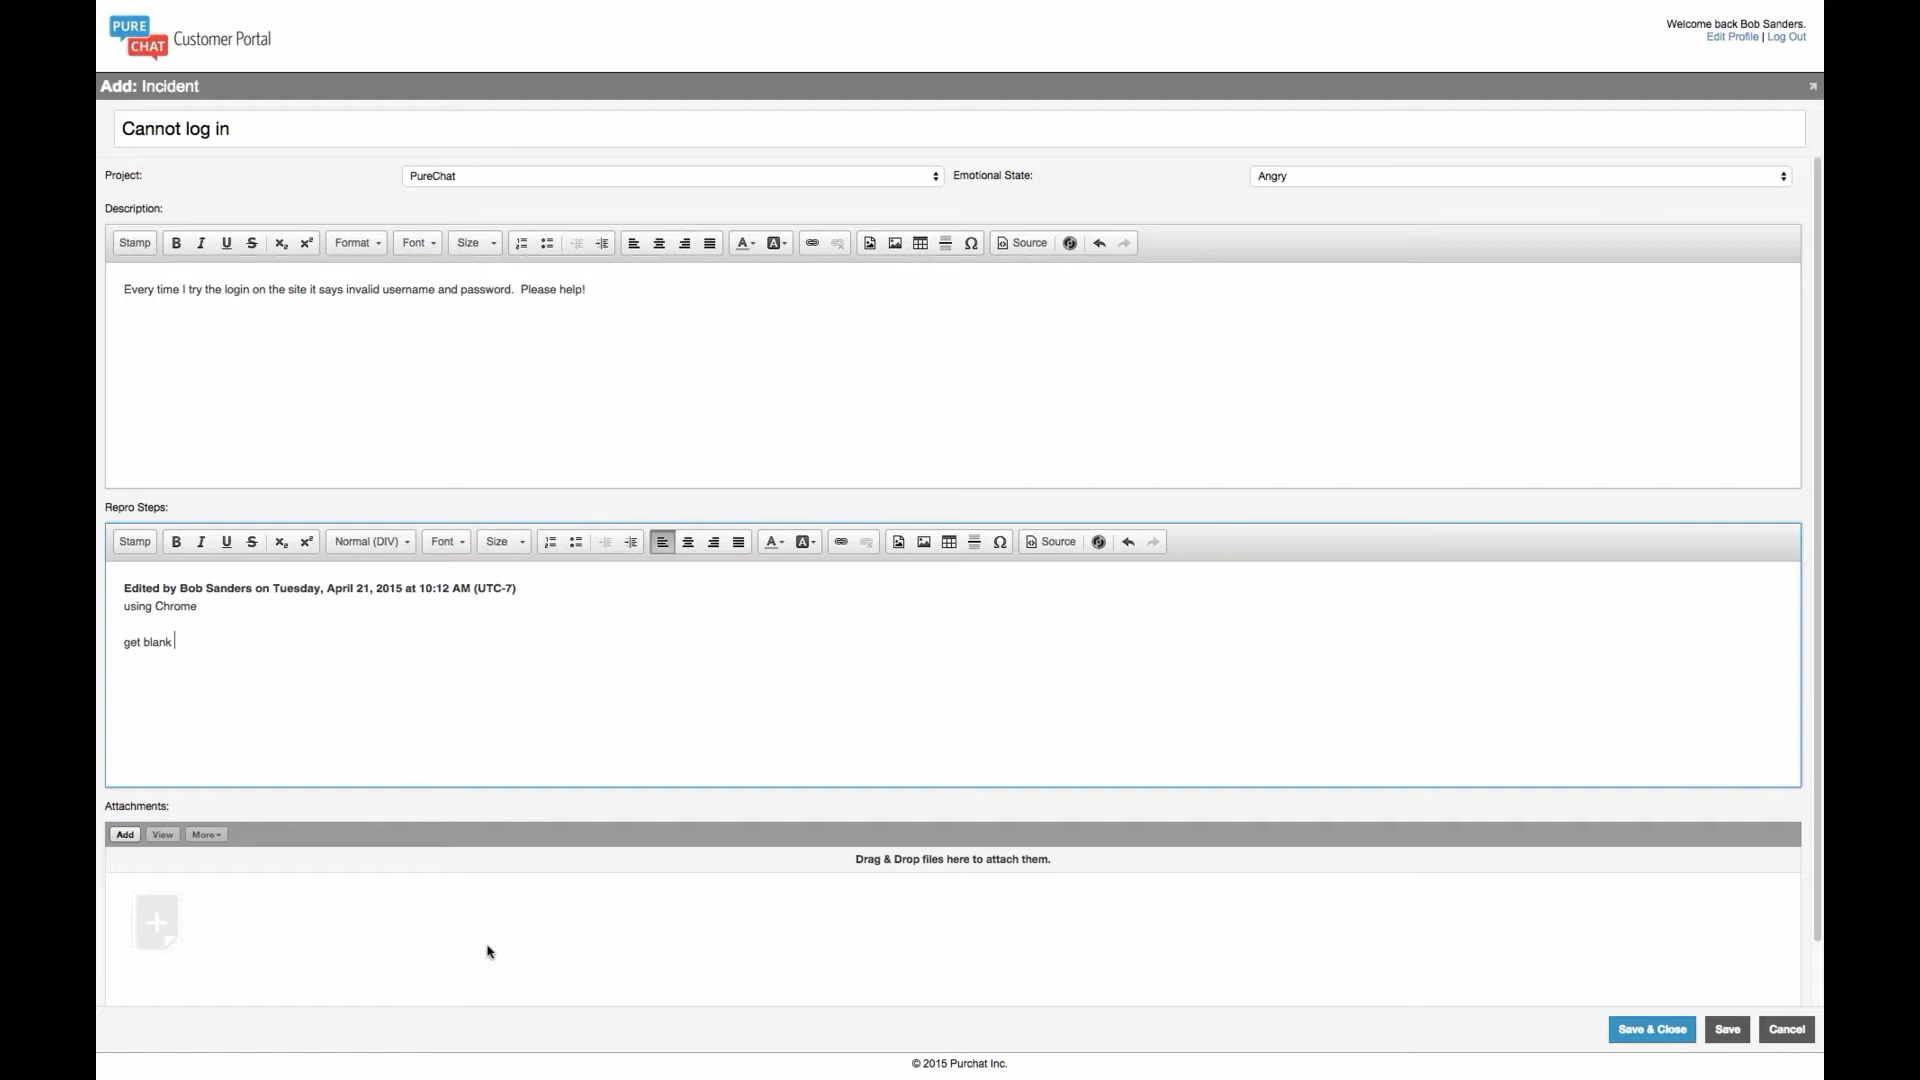 PURE
CHAT
Customer Portal
Welcome back Bob Sanders.
Edit Profile | Log Out
Add: Incident
Cannot log in
Project:
PureChat
Emotional State:
Angry
Description:
Stamp B I U S x₂ x² Format Font Size A A Ω Source
Every time I try the login on the site it says invalid username and password. Please help!
Repro Steps:
Stamp B I U S x₂ x² Normal (DIV) Font Size A A Ω Source
Edited by Bob Sanders on Tuesday, April 21, 2015 at 10:12 AM (UTC-7)
using Chrome
get blank
Attachments:
Add View More
Drag & Drop files here to attach them.
Save & Close Save Cancel
© 2015 Purchat Inc.